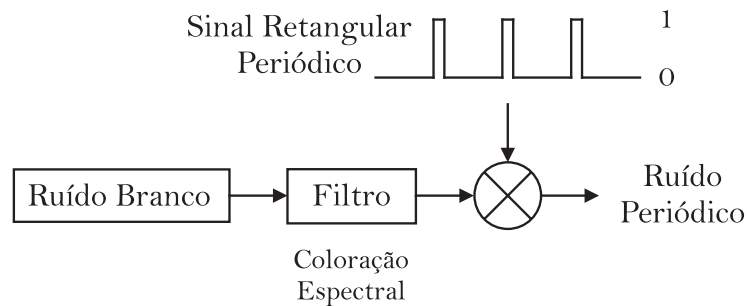 Sinal Retangular
Periódico
1
0
Ruído Branco
Filtro
Ruído
Periódico
Coloração
Espectral